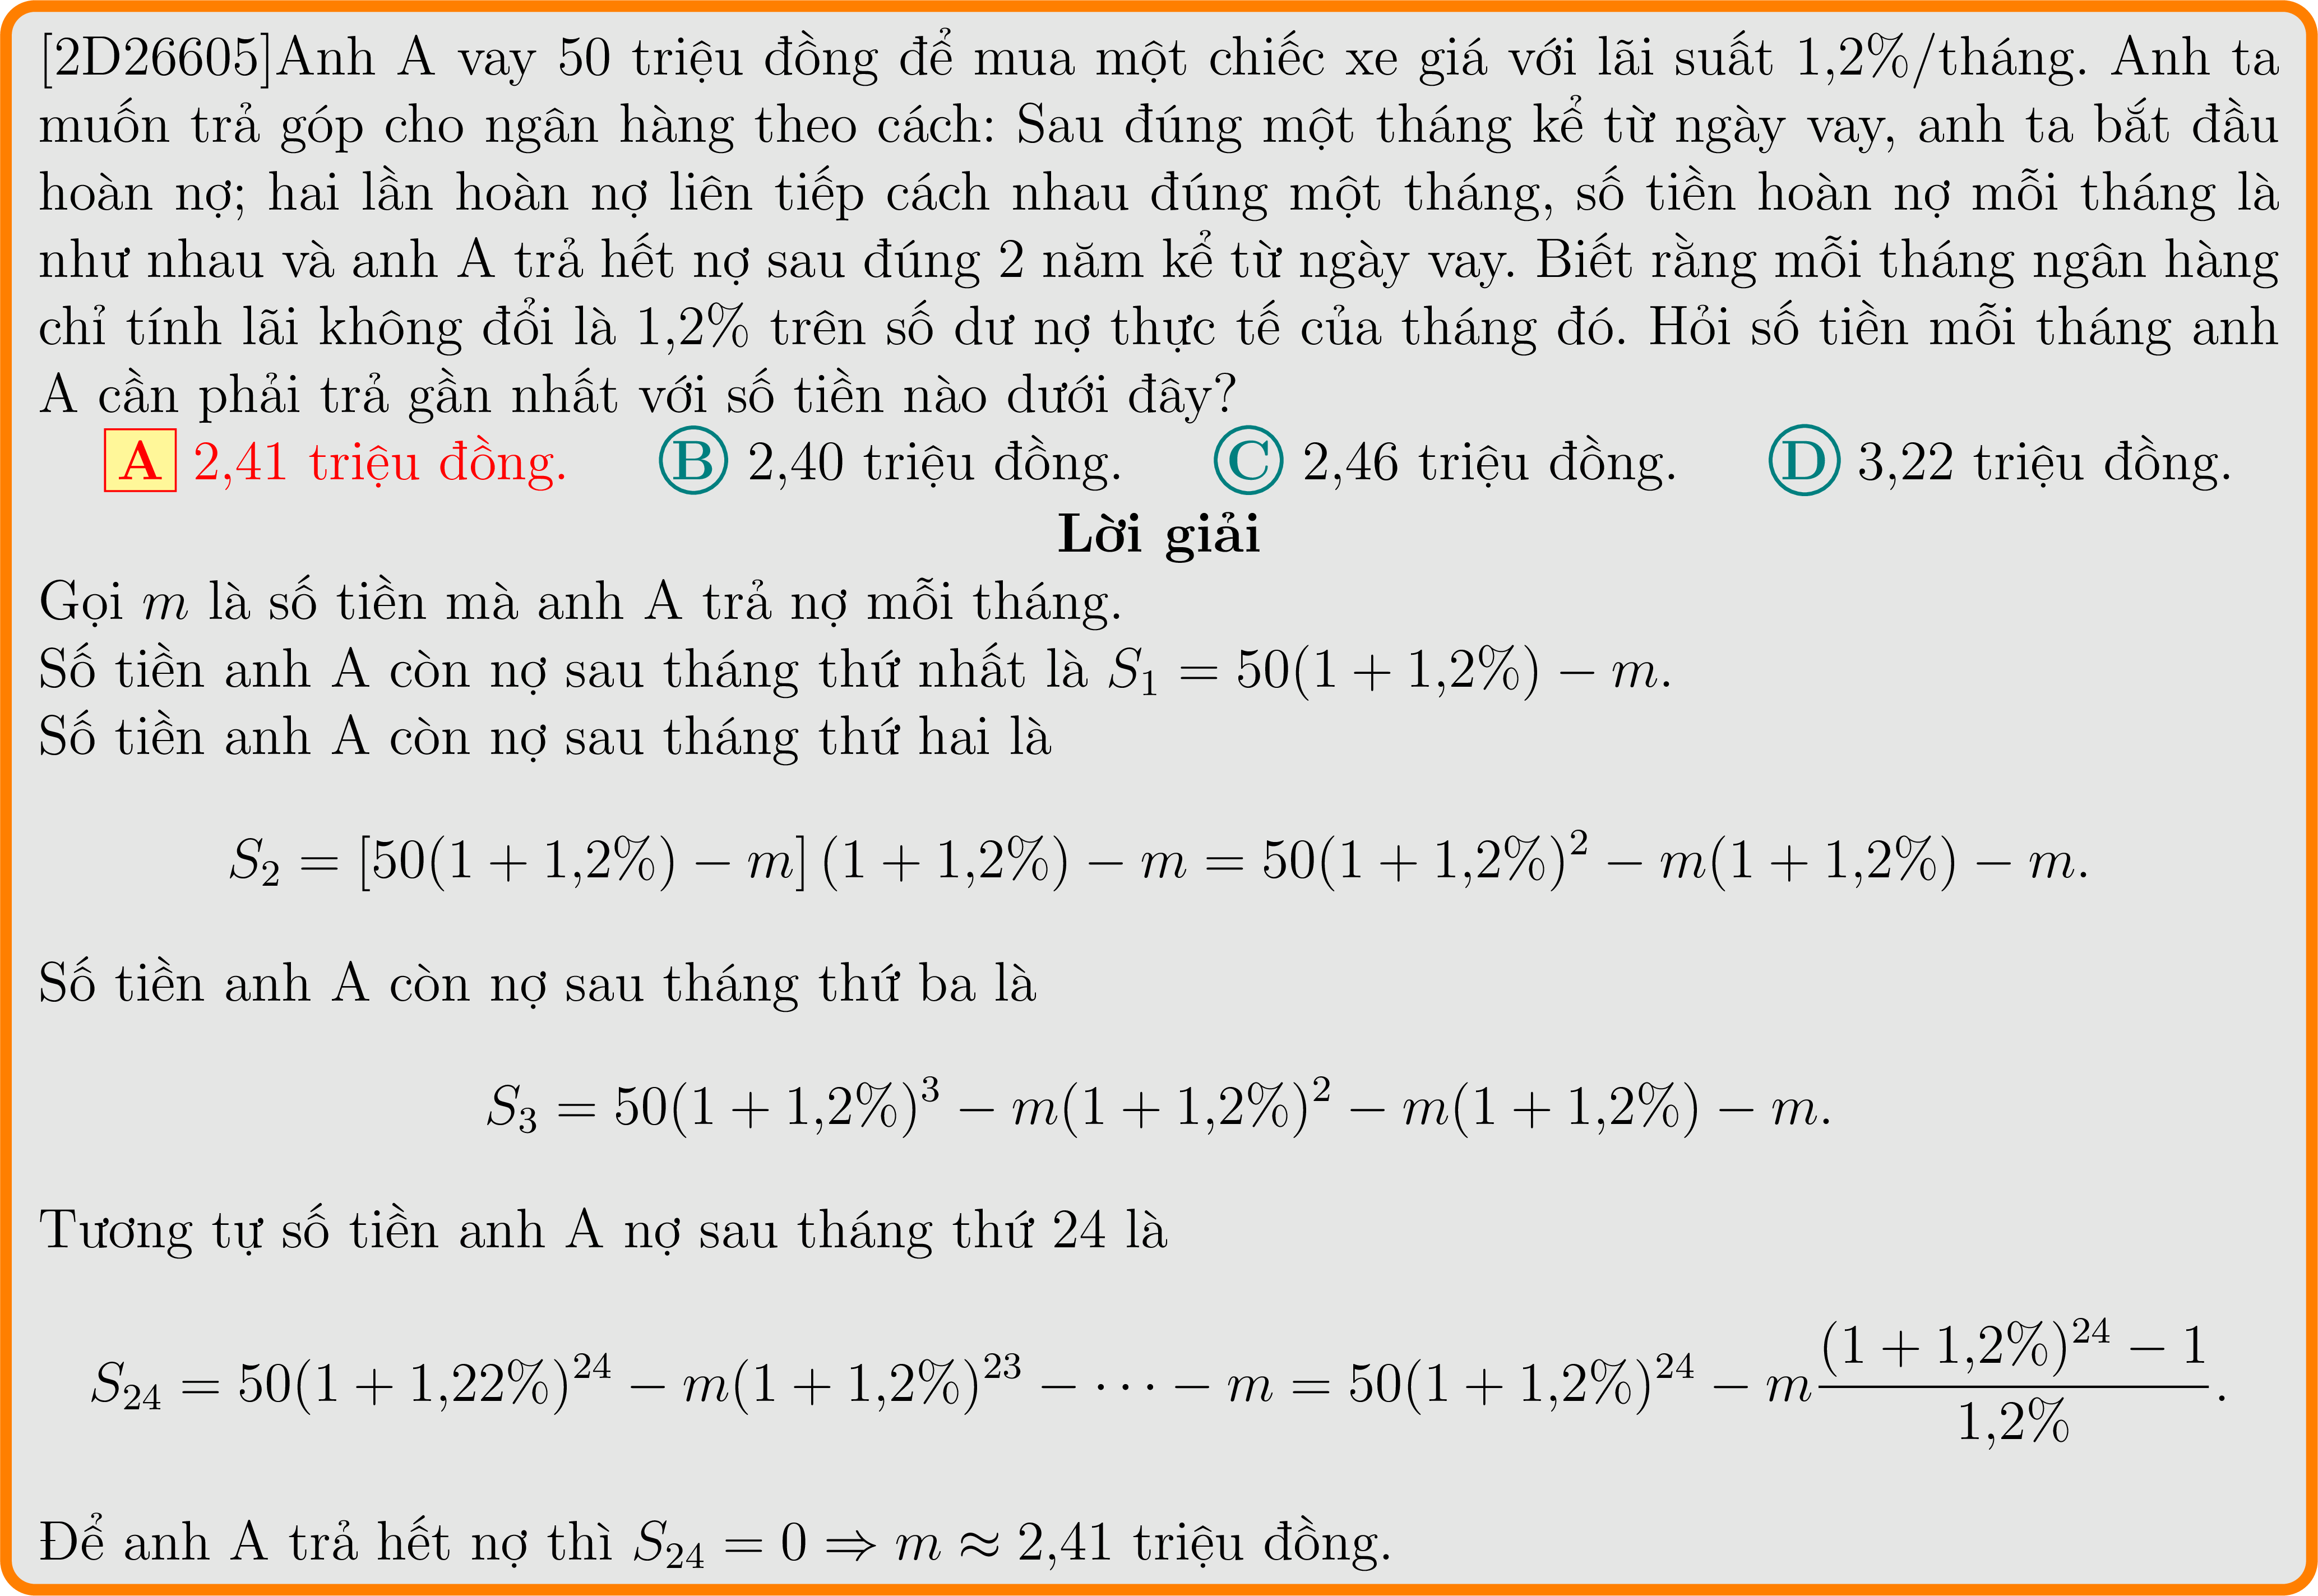 [2D26605]Anh A vay 50 triệu đồng để mua một chiếc xe giá với lãi suất 1,2%/tháng. Anh ta
muốn trả góp cho ngân hàng theo cách: Sau đúng một tháng kể từ ngày vay, anh ta bắt đầu
hoàn nợ; hai lần hoàn nợ liên tiếp cách nhau đúng một tháng, số tiền hoàn nợ mỗi tháng là
như nhau và anh A trả hết nợ sau đúng 2 năm kể từ ngày vay. Biết rằng mỗi tháng ngân hàng
chỉ tính lãi không đổi là 1,2% trên số dư nợ thực tế của tháng đó. Hỏi số tiền mỗi tháng anh
A cần phải trả gần nhất với số tiền nào dưới đây?
A 2,41 triệu đồng. B 2,40 triệu đồng. C 2,46 triệu đồng. D 3,22 triệu đồng.
Lời giải
Gọi m là số tiền mà anh A trả nợ mỗi tháng.
Số tiền anh A còn nợ sau tháng thứ nhất là S₁ = 50(1 + 1,2%) − m.
Số tiền anh A còn nợ sau tháng thứ hai là
S₂ = [50(1 + 1,2%) − m] (1 + 1,2%) − m = 50(1 + 1,2%)² − m(1 + 1,2%) − m.
Số tiền anh A còn nợ sau tháng thứ ba là
S₃ = 50(1 + 1,2%)³ − m(1 + 1,2%)² − m(1 + 1,2%) − m.
Tương tự số tiền anh A nợ sau tháng thứ 24 là
S₂₄ = 50(1 + 1,22%)²⁴ − m(1 + 1,2%)²³ − · · · − m = 50(1 + 1,2%)²⁴ − m \frac{(1 + 1,2%)²⁴ − 1}{1,2%}.
Để anh A trả hết nợ thì S₂₄ = 0 ⇒ m ≈ 2,41 triệu đồng.